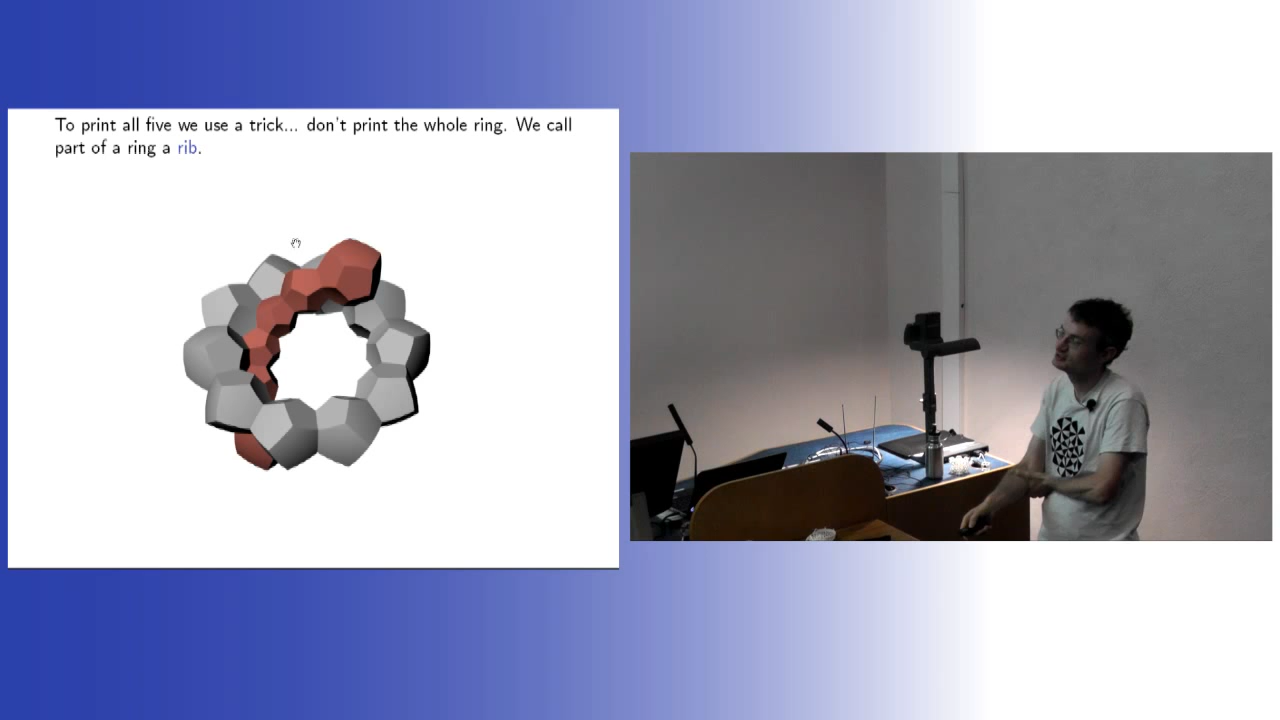 To print all five we use a trick... don't print the whole ring. We call
part of a ring a rib.